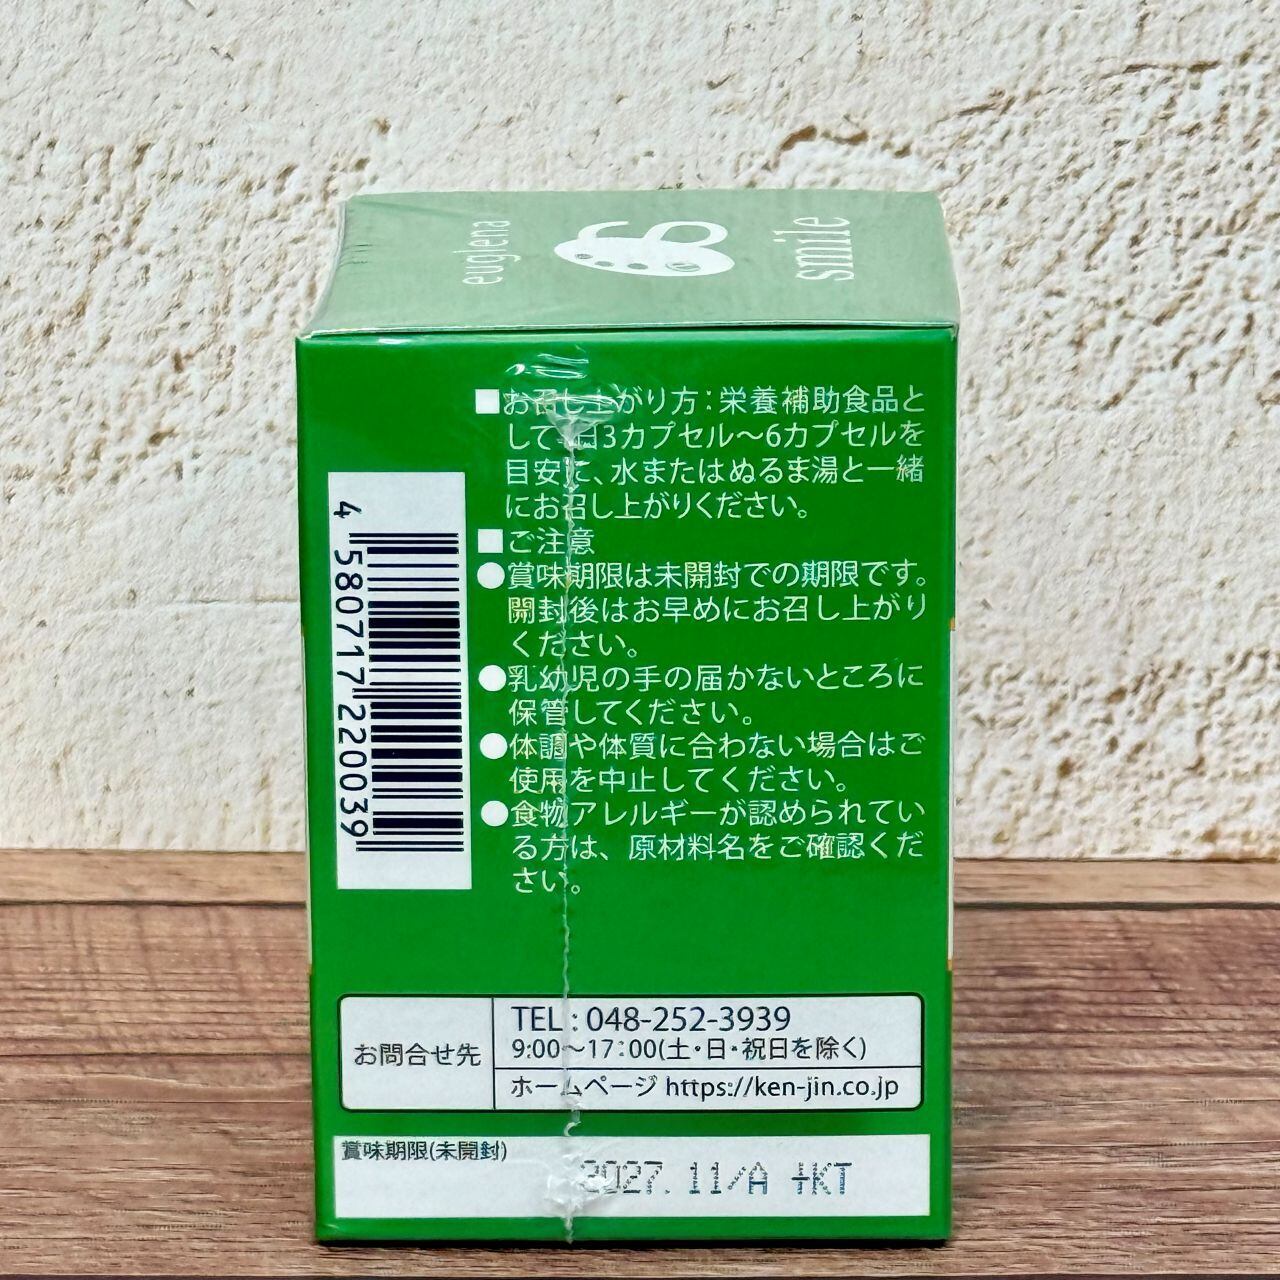 euglena
smile
■お召し上がり方：栄養補助食品と
して毎日3カプセル～6カプセルを
目安に、水またはぬるま湯と一緒
にお召し上がりください。
■ご注意
●賞味期限は未開封での期限です。
開封後はお早めにお召し上がり
ください。
●乳幼児の手の届かないところに
保管してください。
●体調や体質に合わない場合はご
使用を中止してください。
●食物アレルギーが認められてい
る方は、原材料名をご確認くだ
さい。
4 580717 220039
お問合せ先
TEL：048-252-3939
9:00～17:00(土・日・祝日を除く)
ホームページ https://ken-jin.co.jp
賞味期限(未開封)
2027.11/A +KT